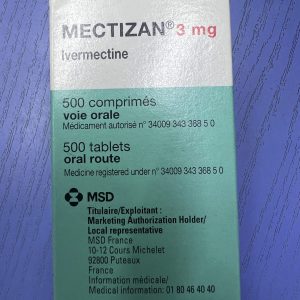 MECTIZAN® 3 mg
Ivermectine
500 comprimés
voie orale
Médicament autorisé n° 34009 343 368 5 0
500 tablets
oral route
Medicine registered under n° 34009 343 368 5 0
MSD
Titulaire/Exploitant :
Marketing Authorization Holder/
Local representative
MSD France
10-12 Cours Michelet
92800 Puteaux
France
Information médicale/
Medical information: 01 80 46 40 40